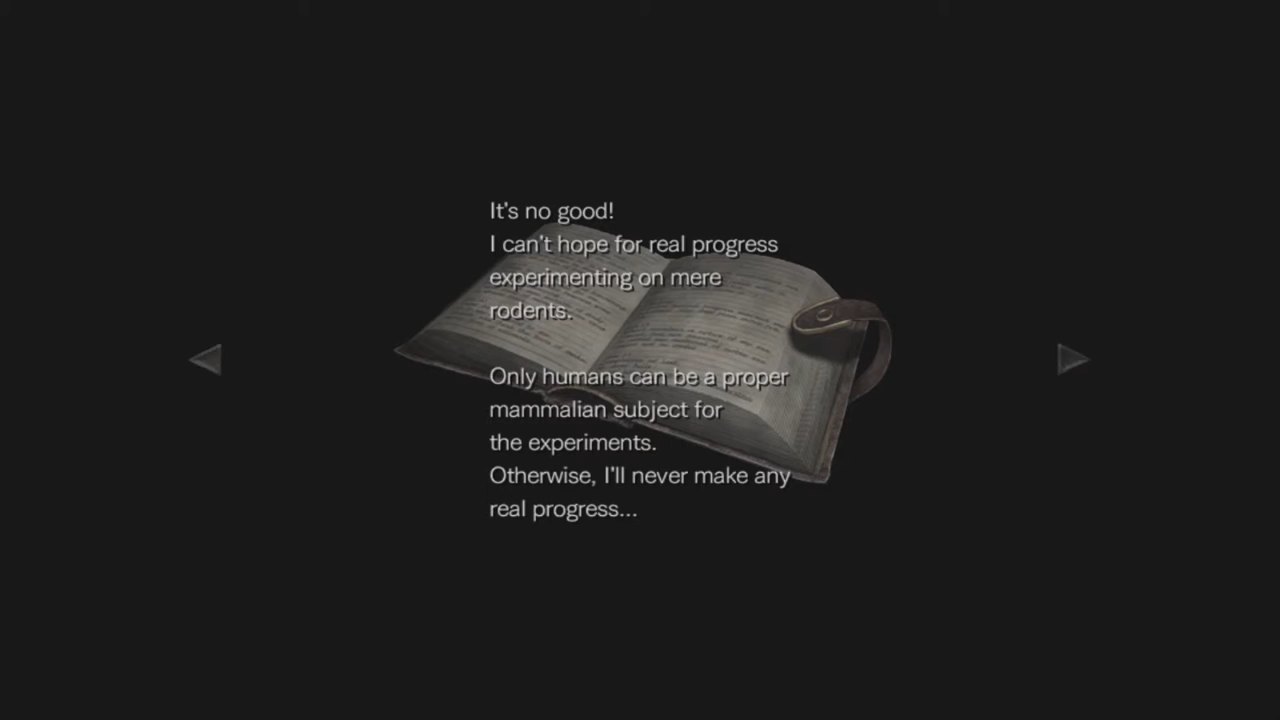 It's no good!
I can't hope for real progress
experimenting on mere
rodents.
Only humans can be a proper
mammalian subject for
the experiments.
Otherwise, I'll never make any
real progress...